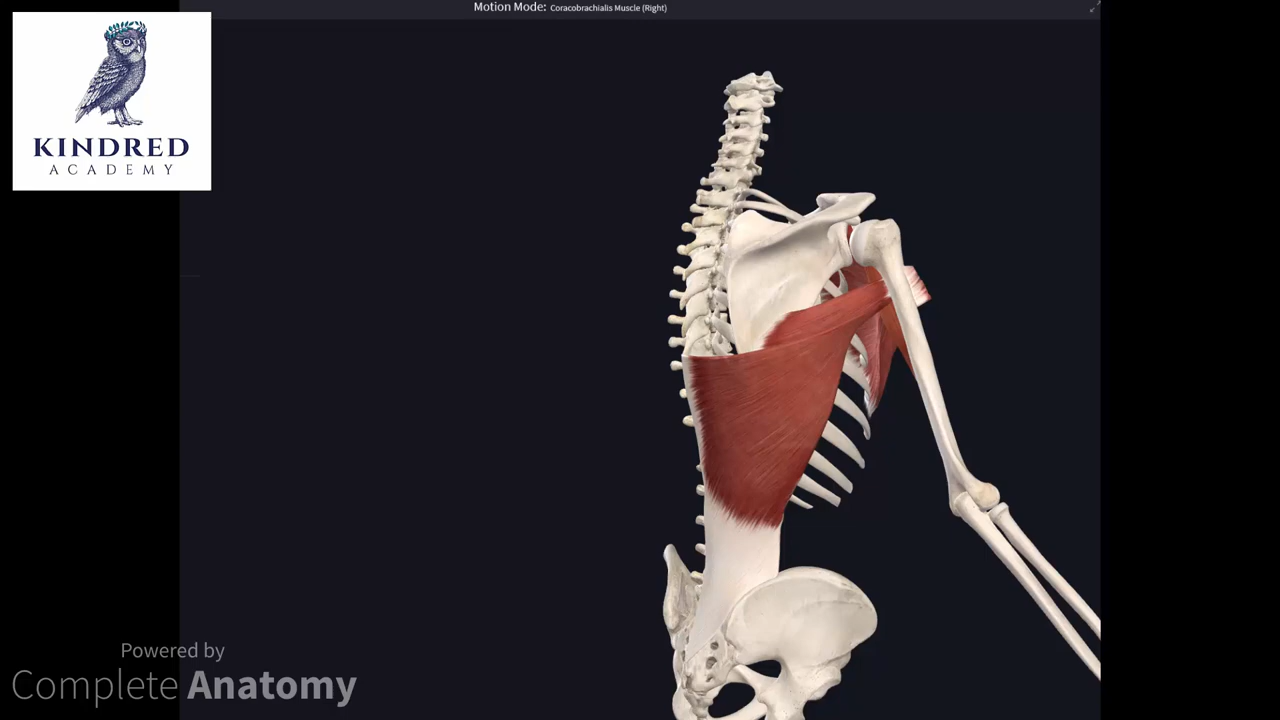 Motion Mode: Coracobrachialis Muscle (Right)
KINDRED
ACADEMY
Powered by
Complete Anatomy